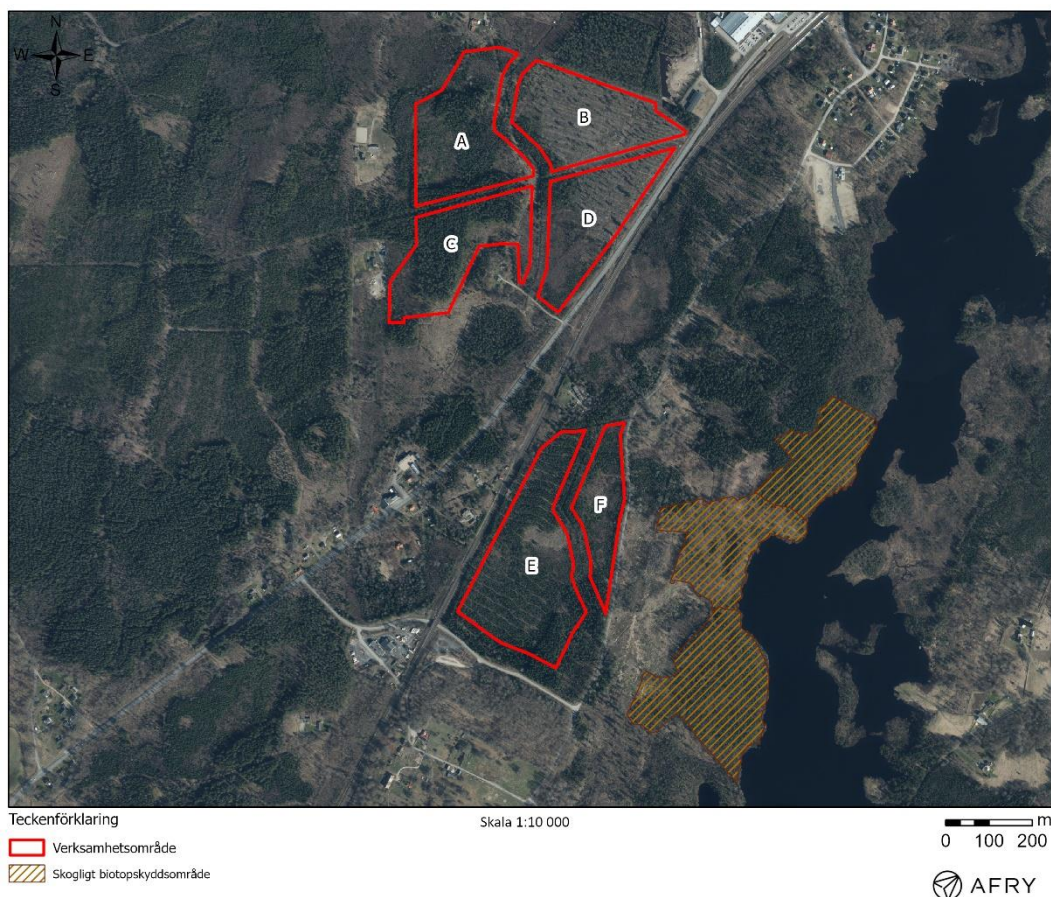 N
W E
S
A
B
C
D
E
F
Teckenförklaring
Skala 1:10 000
Verksamhetsområde
Skogligt biotopskyddsområde
m
0 100 200
AFRY